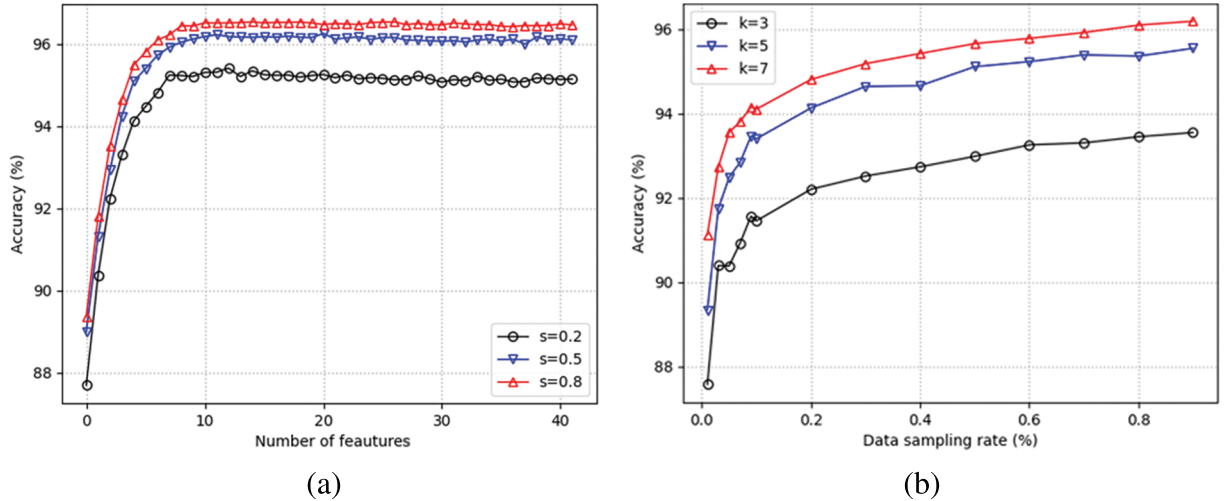 96
94
92
90
88
Accuracy (%)
s=0.2
s=0.5
s=0.8
0 10 20 30 40
Number of feautures
(a)
k=3
k=5
k=7
96
94
92
90
88
Accuracy (%)
0.0 0.2 0.4 0.6 0.8
Data sampling rate (%)
(b)